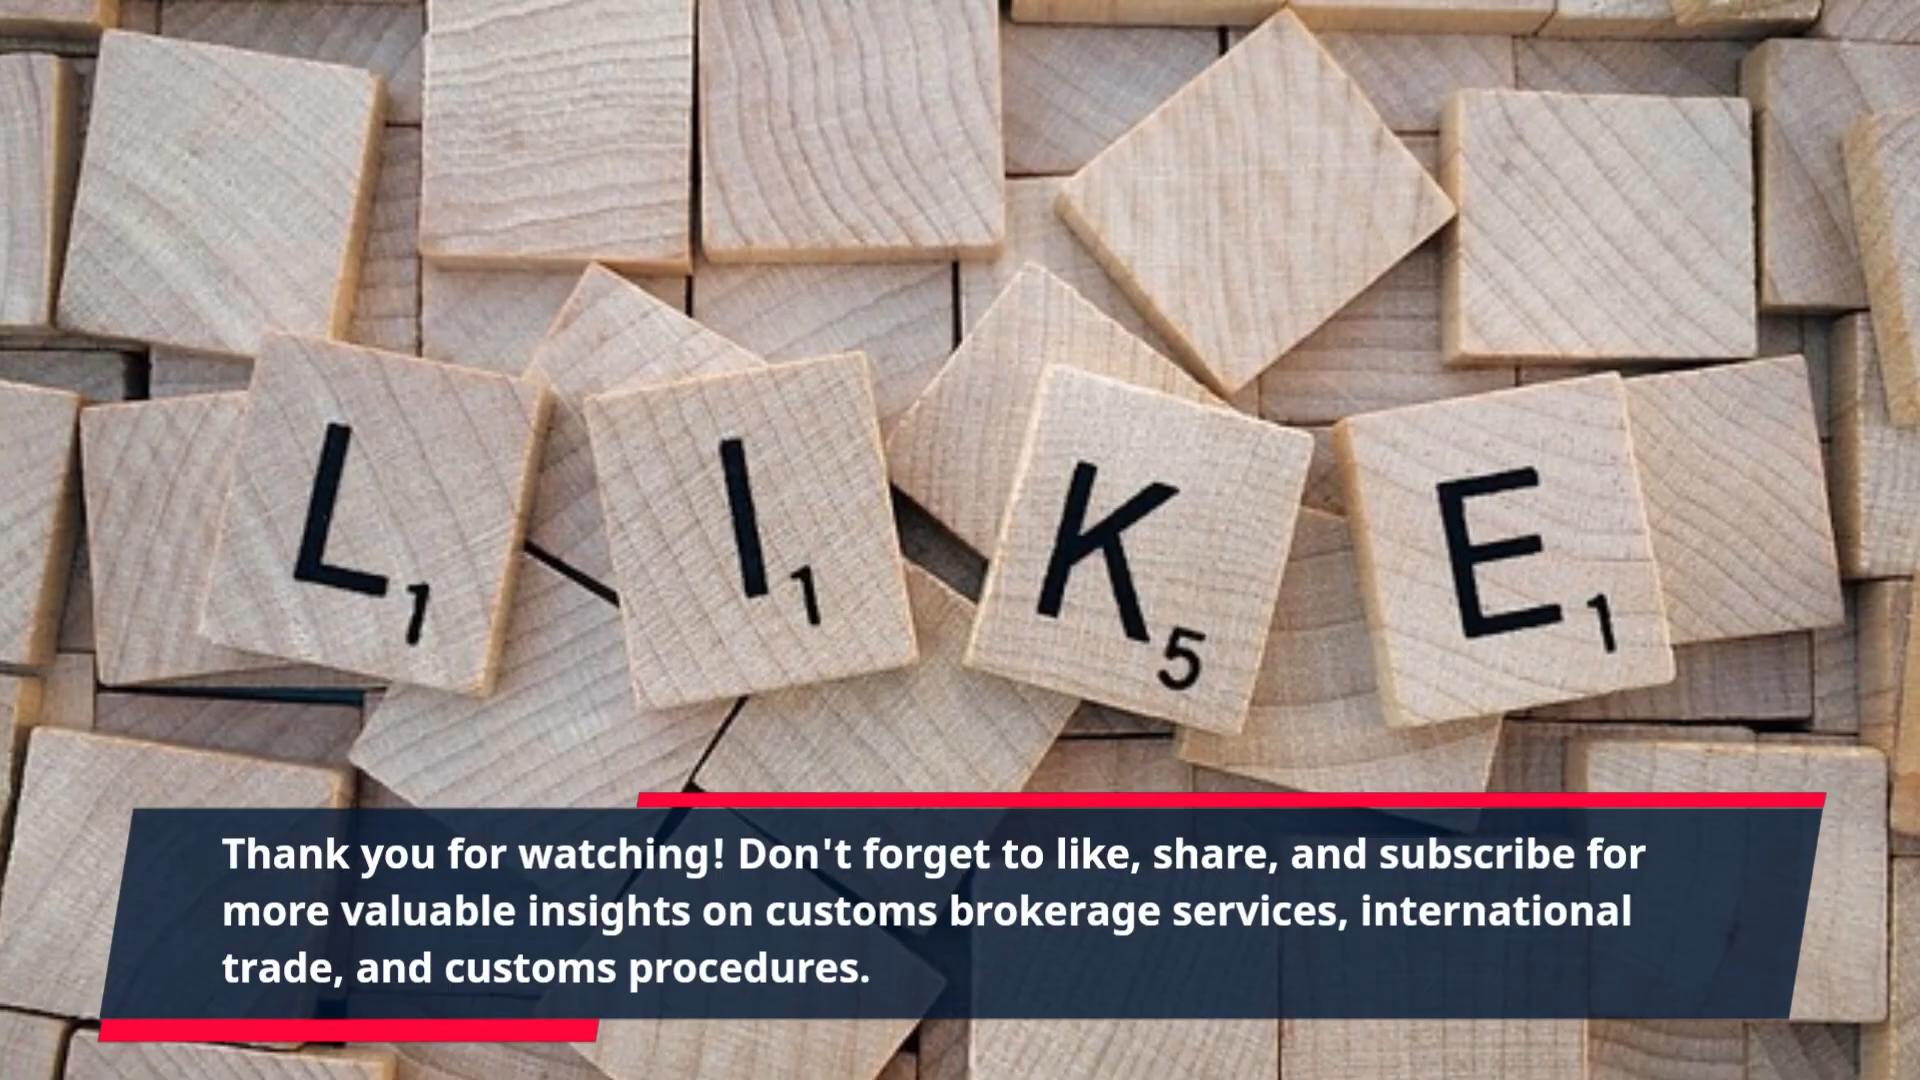 L1 I1 K5 E1
Thank you for watching! Don't forget to like, share, and subscribe for
more valuable insights on customs brokerage services, international
trade, and customs procedures.